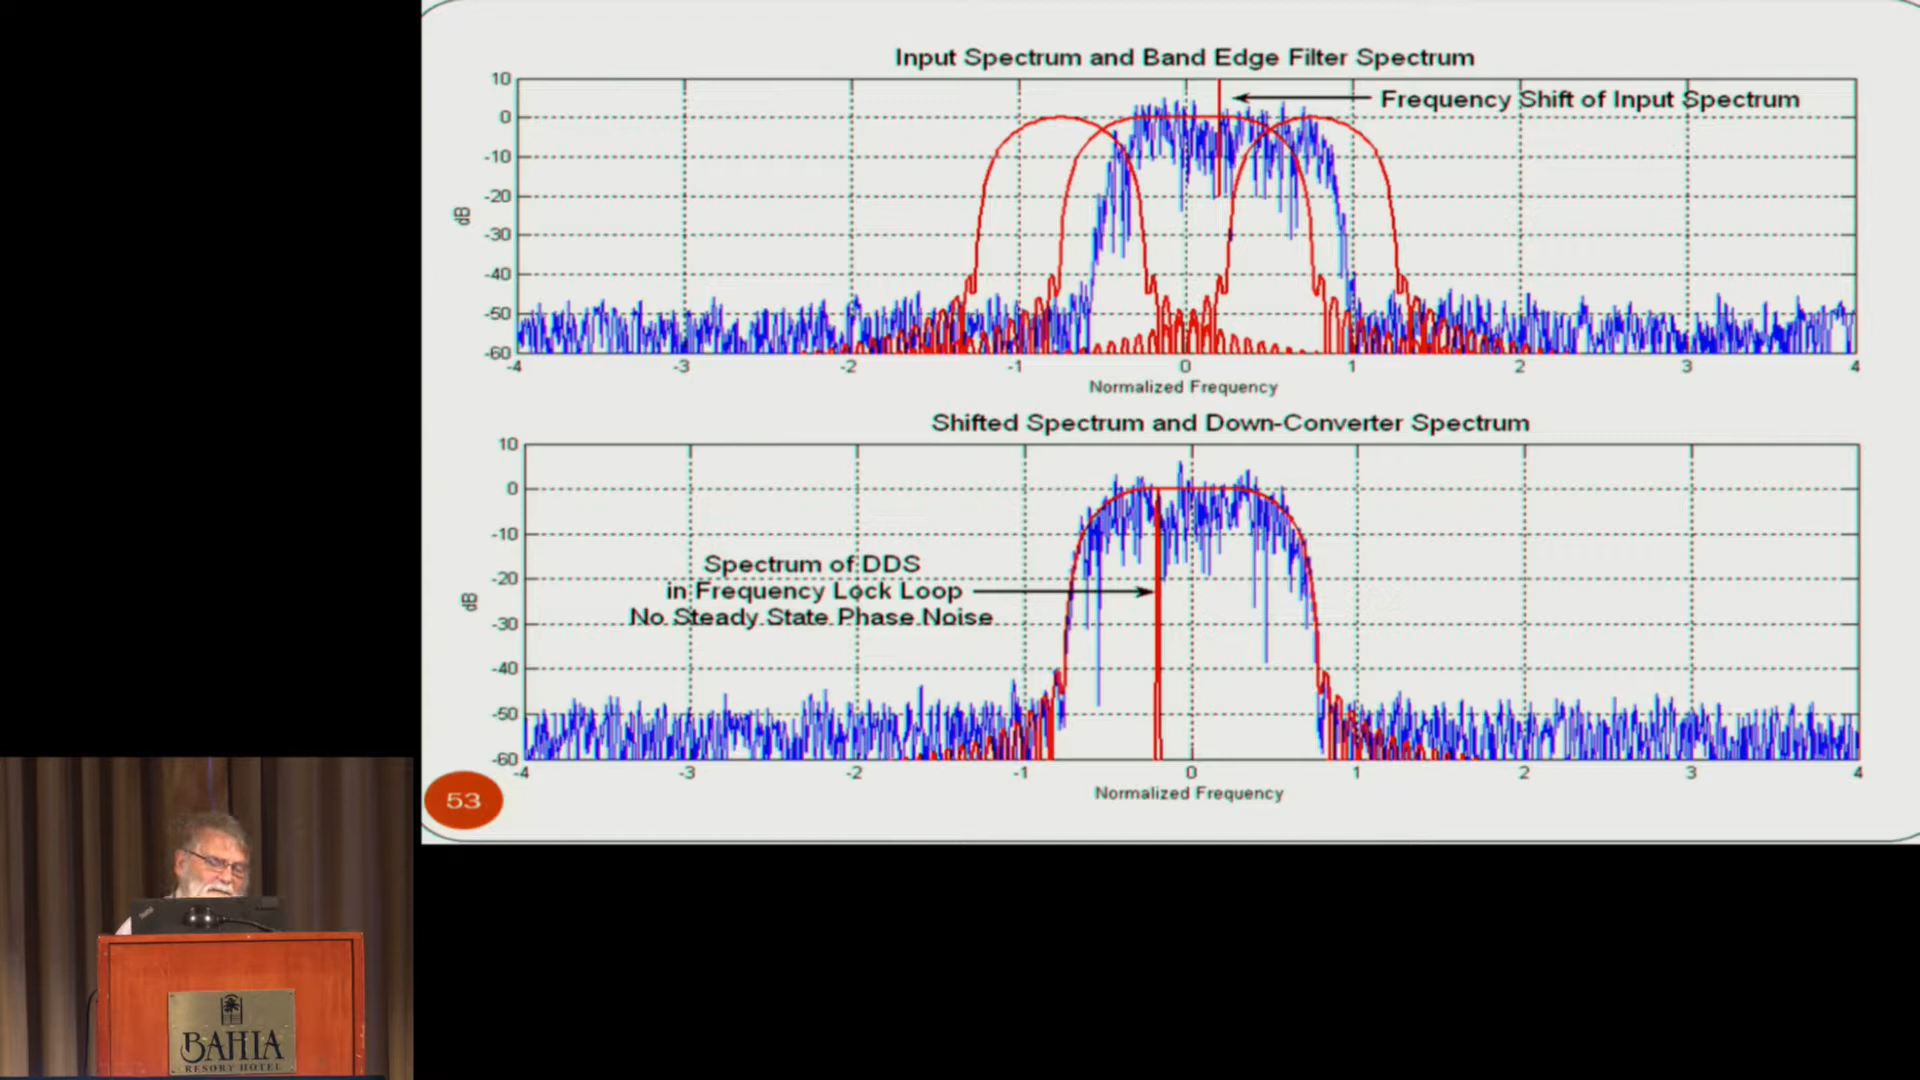 Input Spectrum and Band Edge Filter Spectrum
10
0
-10
-20
-30
-40
-50
-60
dB
Frequency Shift of Input Spectrum
-4
-3
-2
-1
0
1
2
3
4
Normalized Frequency
Shifted Spectrum and Down-Converter Spectrum
10
0
-10
-20
-30
-40
-50
-60
dB
Spectrum of DDS
in Frequency Lock Loop
No Steady State Phase Noise
-4
-3
-2
-1
0
1
2
3
4
Normalized Frequency
53
BAHIA
RESORT HOTEL